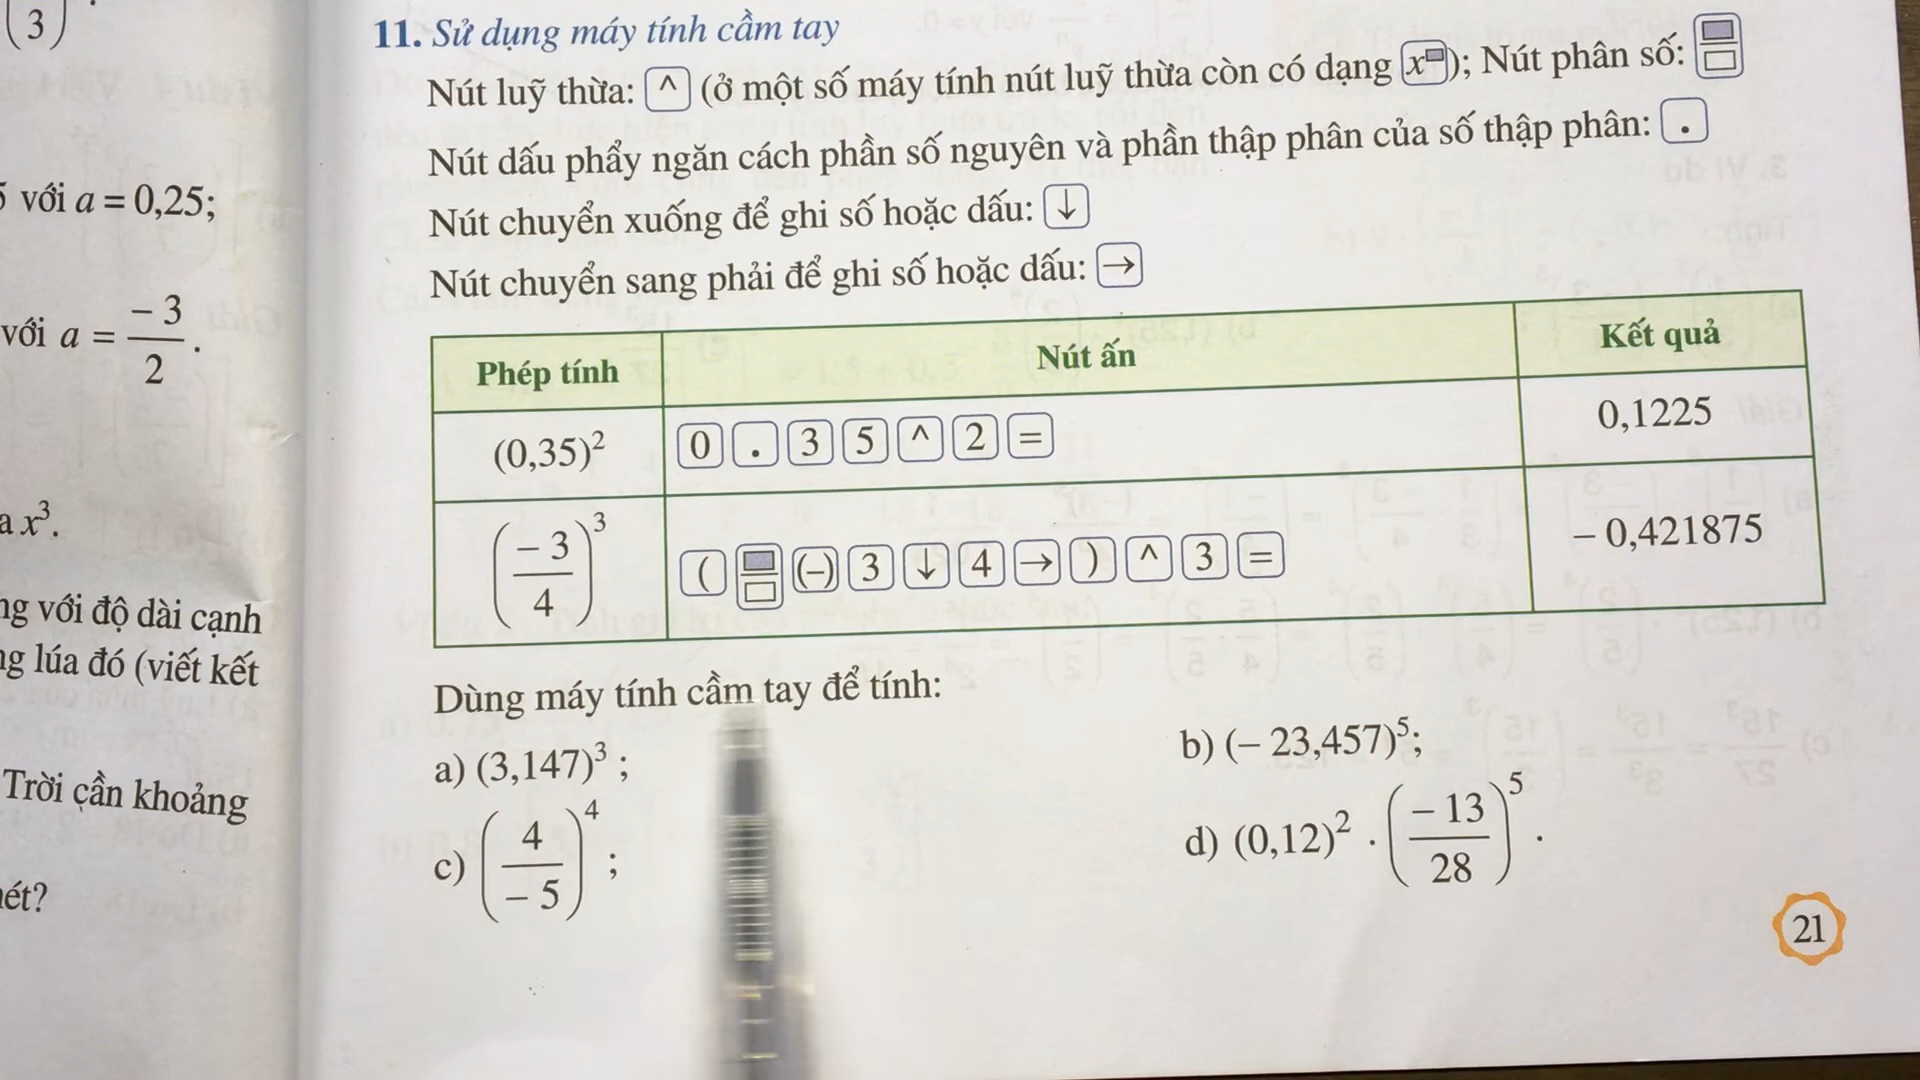 3)
5 với a = 0,25;
với a = -3/2.
a x³.
ng với độ dài cạnh
ng lúa đó (viết kết
Trời cần khoảng
ét?
11. Sử dụng máy tính cầm tay
Nút luỹ thừa: ^ (ở một số máy tính nút luỹ thừa còn có dạng x▫); Nút phân số:
Nút dấu phẩy ngăn cách phần số nguyên và phần thập phân của số thập phân: .
Nút chuyển xuống để ghi số hoặc dấu: ↓
Nút chuyển sang phải để ghi số hoặc dấu: →
Phép tính Nút ấn Kết quả
(0,35)² 0 . 3 5 ^ 2 = 0,1225
(-3/4)³ ( (–) 3 ↓ 4 → ) ^ 3 = – 0,421875
Dùng máy tính cầm tay để tính:
a) (3,147)³ ; b) (– 23,457)⁵;
c) (4/-5)⁴ ; d) (0,12)² · (-13/28)⁵ .
21